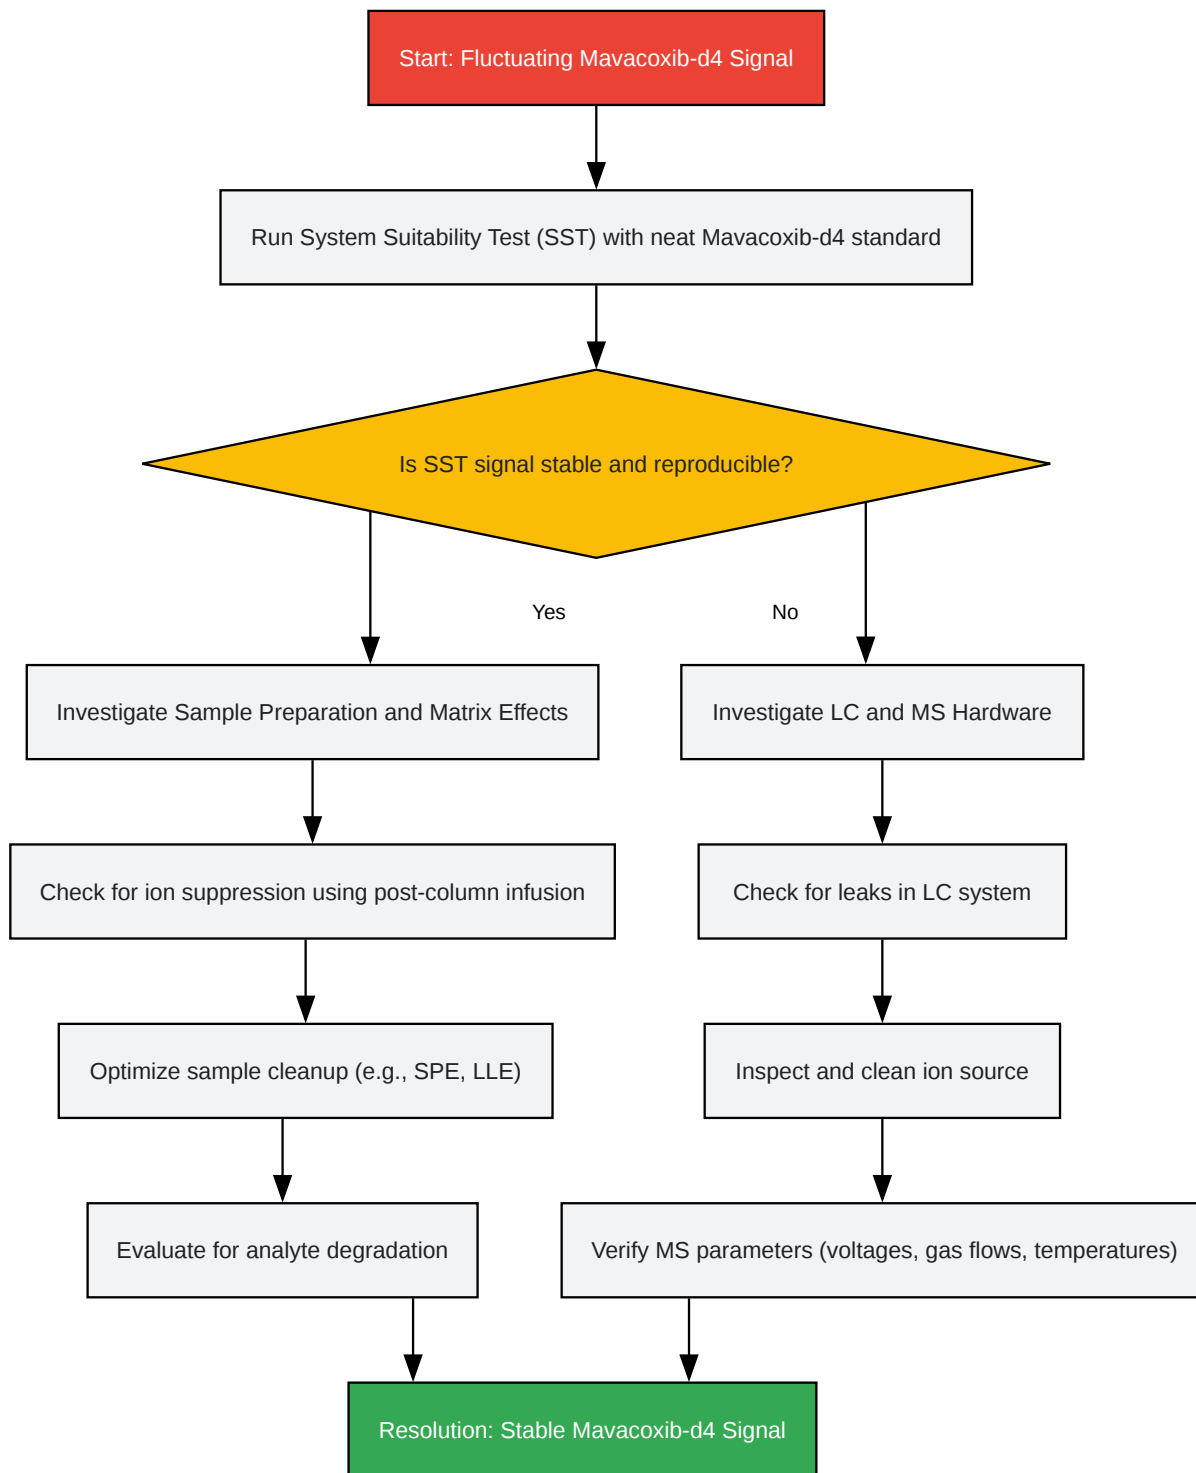 Start: Fluctuating Mavacoxib-d4 Signal
Run System Suitability Test (SST) with neat Mavacoxib-d4 standard
Is SST signal stable and reproducible?
Yes
No
Investigate Sample Preparation and Matrix Effects
Investigate LC and MS Hardware
Check for ion suppression using post-column infusion
Check for leaks in LC system
Optimize sample cleanup (e.g., SPE, LLE)
Inspect and clean ion source
Evaluate for analyte degradation
Verify MS parameters (voltages, gas flows, temperatures)
Resolution: Stable Mavacoxib-d4 Signal